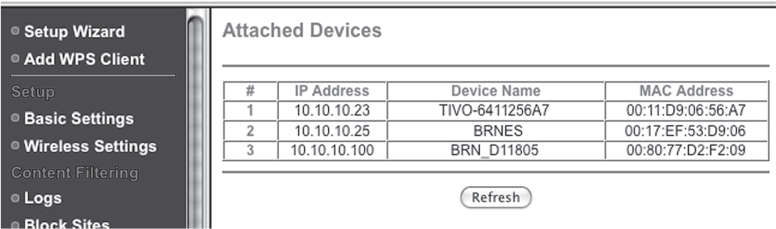 Setup Wizard
Add WPS Client
Setup
Basic Settings
Wireless Settings
Content Filtering
Logs
Block Sites
Attached Devices
# IP Address Device Name MAC Address
1 10.10.10.23 TIVO-6411256A7 00:11:D9:06:56:A7
2 10.10.10.25 BRNES 00:17:EF:53:D9:06
3 10.10.10.100 BRN_D11805 00:80:77:D2:F2:09
Refresh